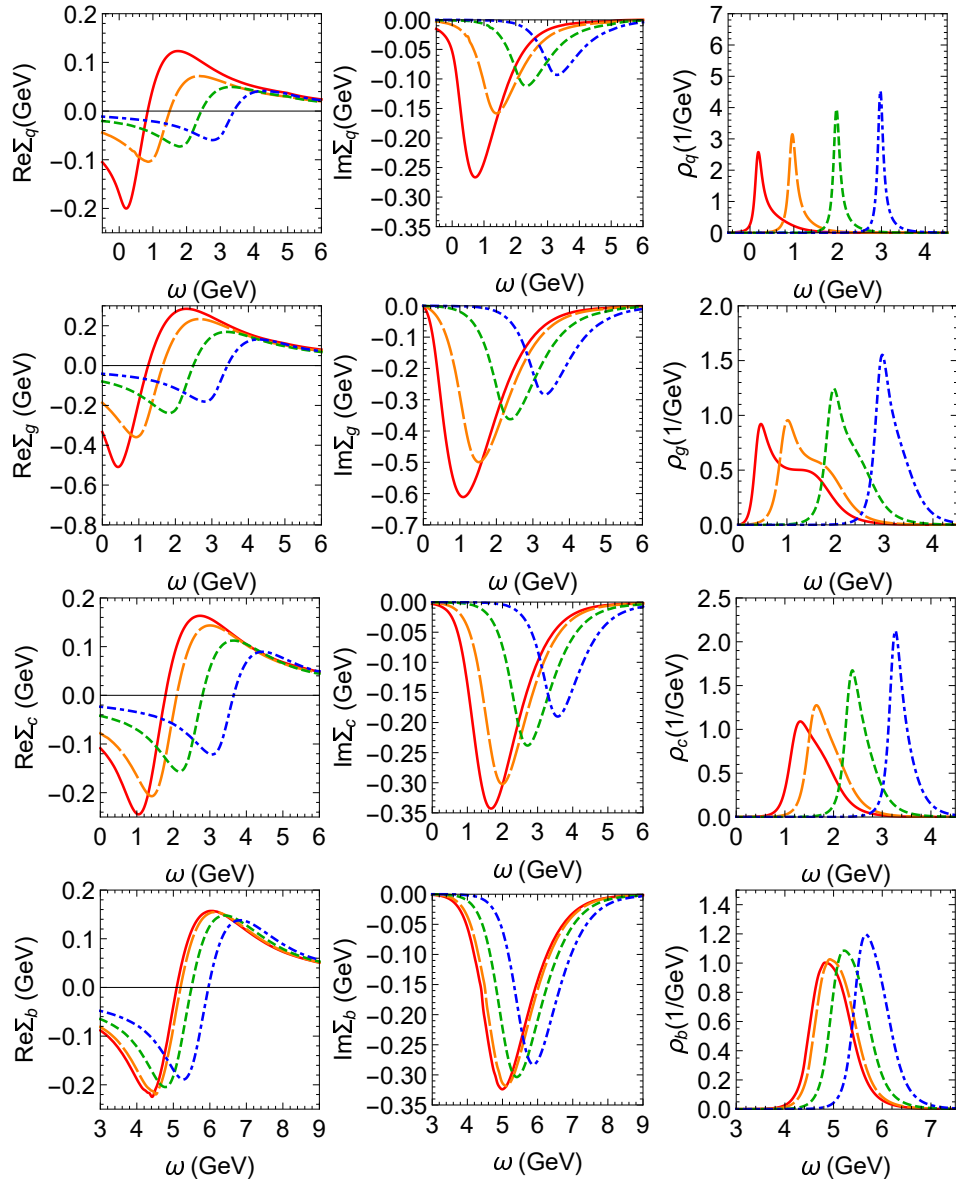 ReΣq(GeV)
0.2
0.1
0.0
−0.1
−0.2
0 1 2 3 4 5 6
ω (GeV)
ImΣq(GeV)
0.00
−0.05
−0.10
−0.15
−0.20
−0.25
−0.30
−0.35
0 1 2 3 4 5 6
ω (GeV)
ρq(1/GeV)
7
6
5
4
3
2
1
0
0 1 2 3 4
ω (GeV)
ReΣg (GeV)
0.2
0.0
−0.2
−0.4
−0.6
−0.8
0 1 2 3 4 5 6
ω (GeV)
ImΣg (GeV)
0.0
−0.1
−0.2
−0.3
−0.4
−0.5
−0.6
−0.7
0 1 2 3 4 5 6
ω (GeV)
ρg(1/GeV)
2.0
1.5
1.0
0.5
0.0
0 1 2 3 4
ω (GeV)
ReΣc (GeV)
0.2
0.1
0.0
−0.1
−0.2
0 1 2 3 4 5 6
ω (GeV)
ImΣc (GeV)
0.00
−0.05
−0.10
−0.15
−0.20
−0.25
−0.30
−0.35
0 1 2 3 4 5 6
ω (GeV)
ρc(1/GeV)
2.5
2.0
1.5
1.0
0.5
0.0
0 1 2 3 4
ω (GeV)
ReΣb (GeV)
0.2
0.1
0.0
−0.1
−0.2
3 4 5 6 7 8 9
ω (GeV)
ImΣb (GeV)
0.00
−0.05
−0.10
−0.15
−0.20
−0.25
−0.30
−0.35
3 4 5 6 7 8 9
ω (GeV)
ρb(1/GeV)
1.4
1.2
1.0
0.8
0.6
0.4
0.2
0.0
3 4 5 6 7
ω (GeV)